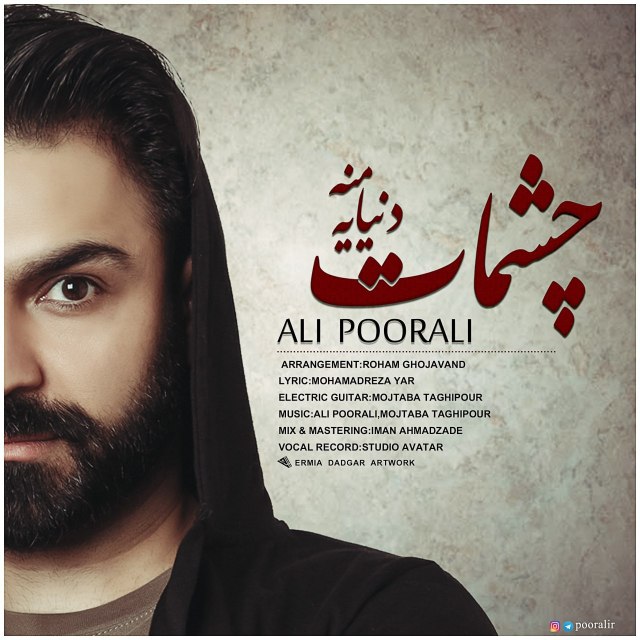 چشمات
دنیایه
منه
ALI POORALI
ARRANGEMENT:ROHAM GHOJAVAND
LYRIC:MOHAMADREZA YAR
ELECTRIC GUITAR:MOJTABA TAGHIPOUR
MUSIC:ALI POORALI,MOJTABA TAGHIPOUR
MIX & MASTERING:IMAN AHMADZADE
VOCAL RECORD:STUDIO AVATAR
ERMIA DADGAR ARTWORK
pooralir